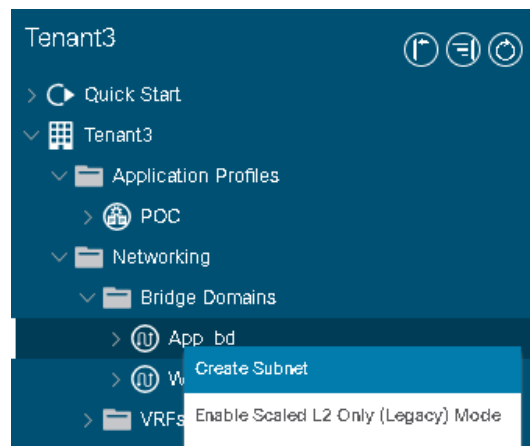 Tenant3
Quick Start
Tenant3
Application Profiles
POC
Networking
Bridge Domains
App_bd
Create Subnet
W
Enable Scaled L2 Only (Legacy) Mode
VRFs